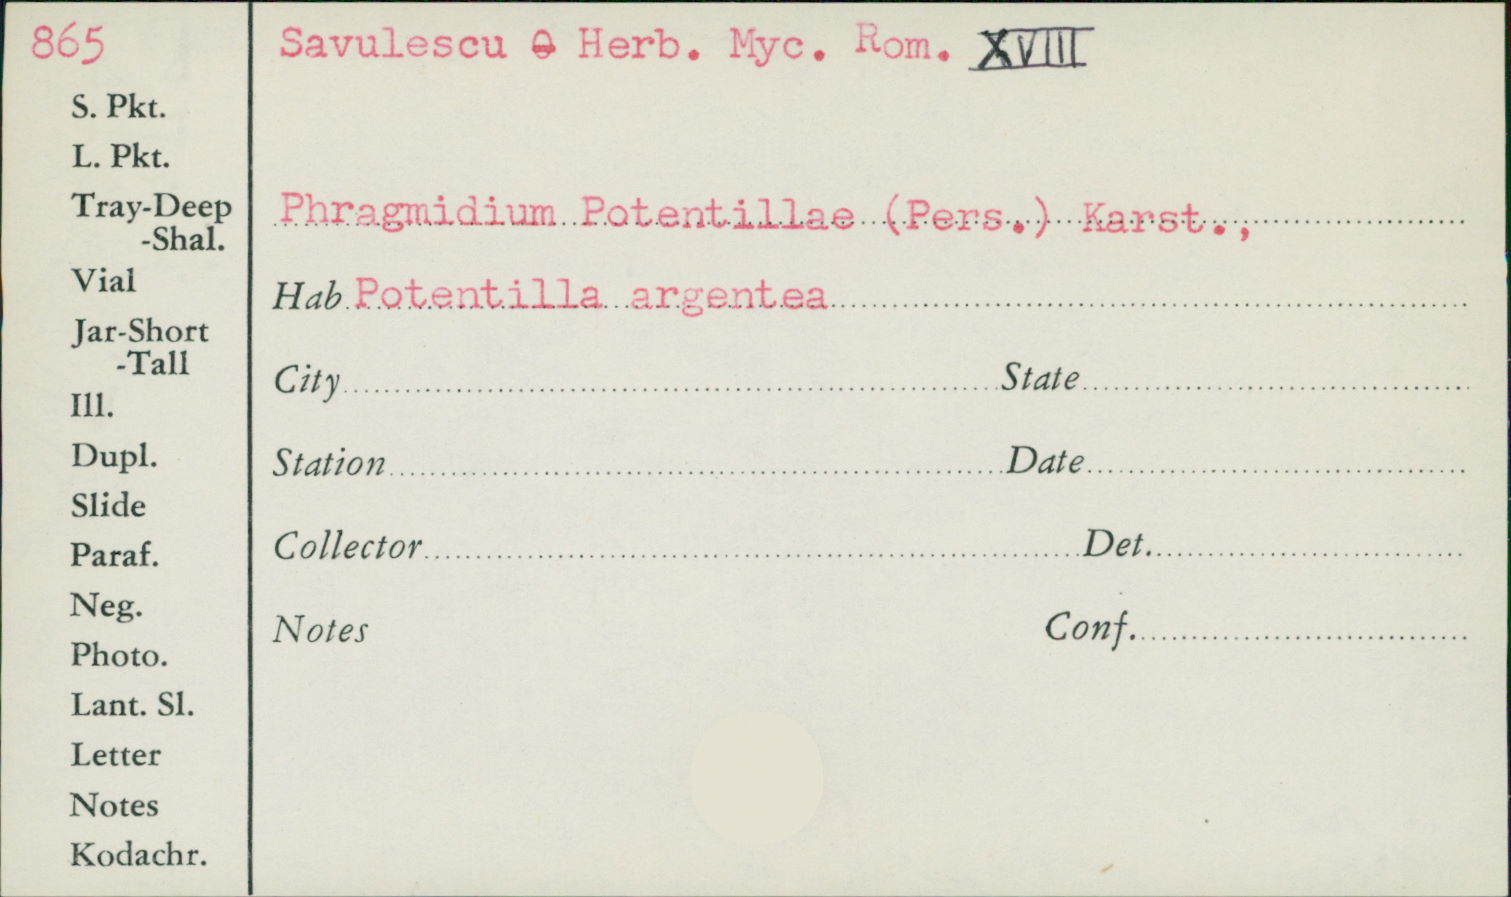 865
Savulescu Herb. Myc. Rom. XVIII
S. Pkt.
L. Pkt.
Tray-Deep
-Shal.
Vial
Jar-Short
-Tall
Ill.
Dupl.
Slide
Paraf.
Neg.
Photo.
Lant. Sl.
Letter
Notes
Kodachr.
Phragmidium Potentillae (Pers.) Karst.,
Hab Potentilla argentea
City State
Station Date
Collector Det.
Notes Conf.